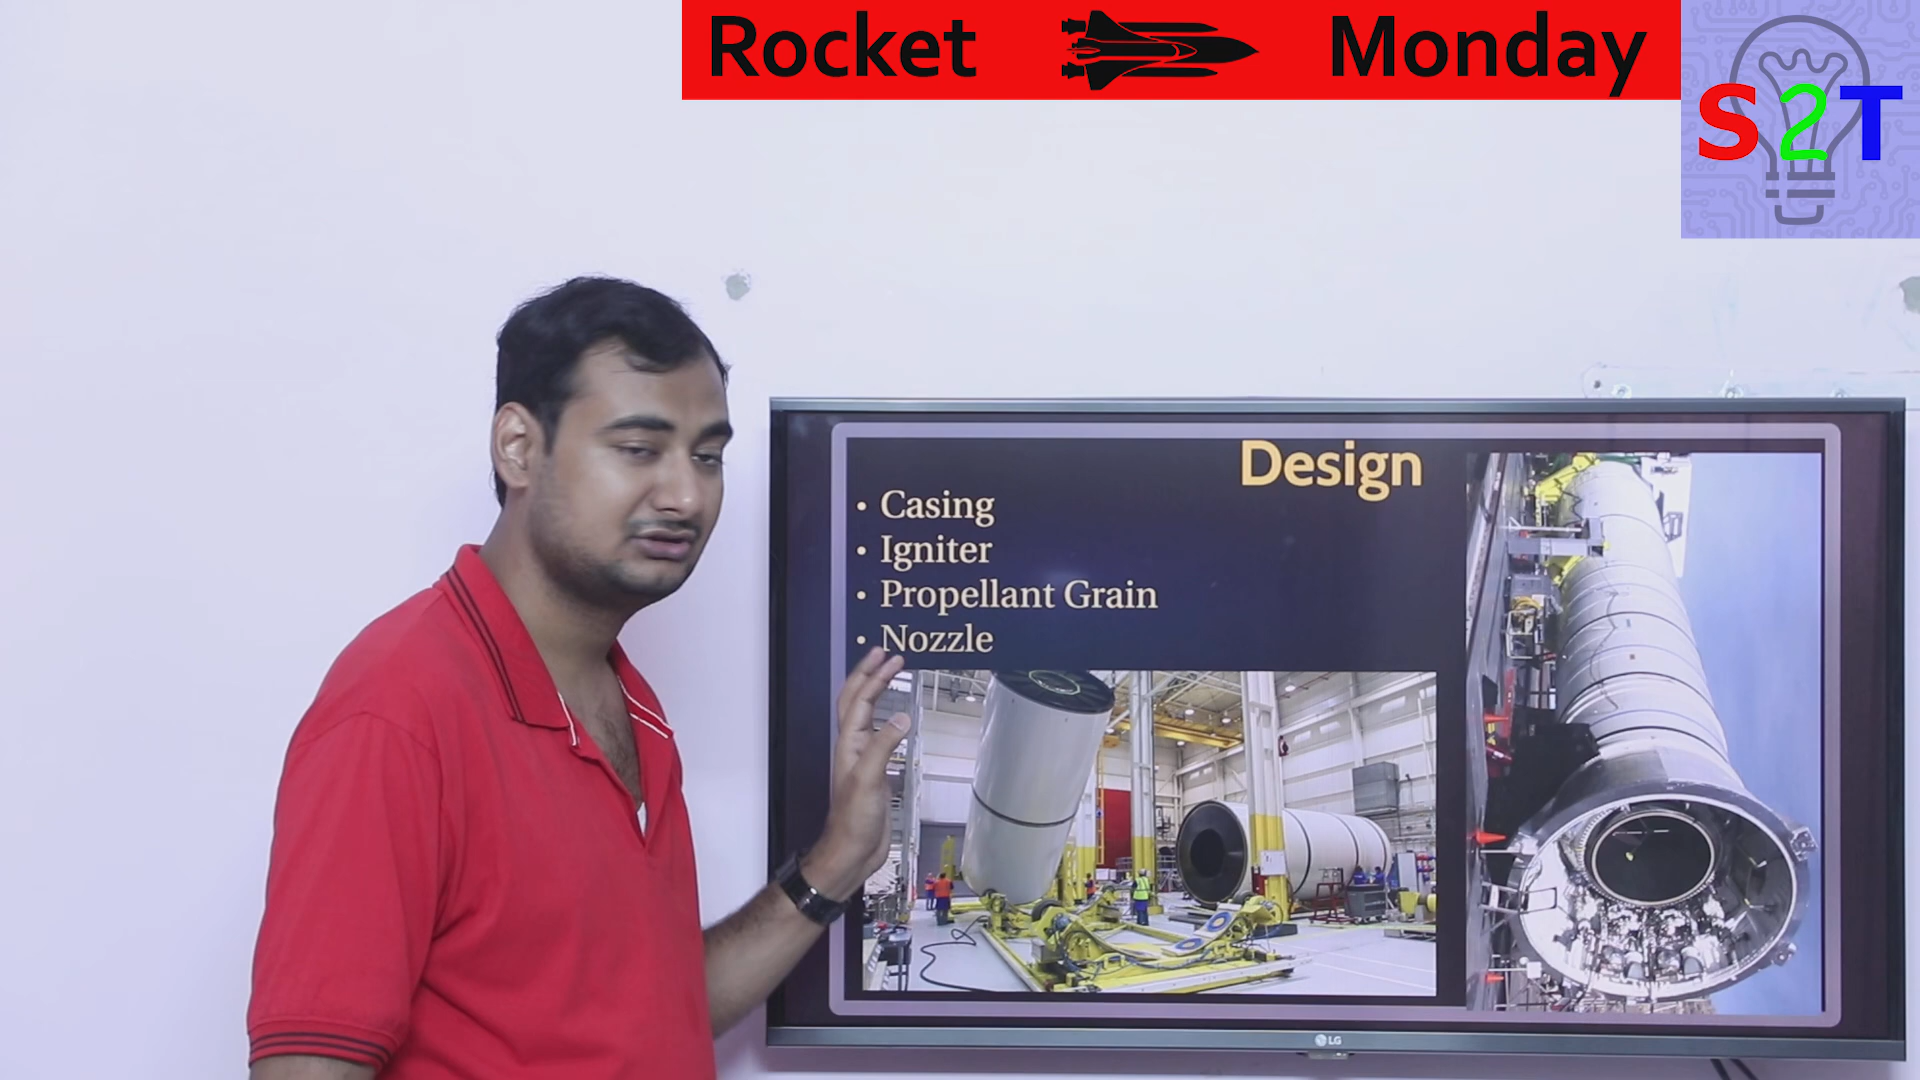 Rocket Monday
S2T
Design
• Casing
• Igniter
• Propellant Grain
• Nozzle
LG